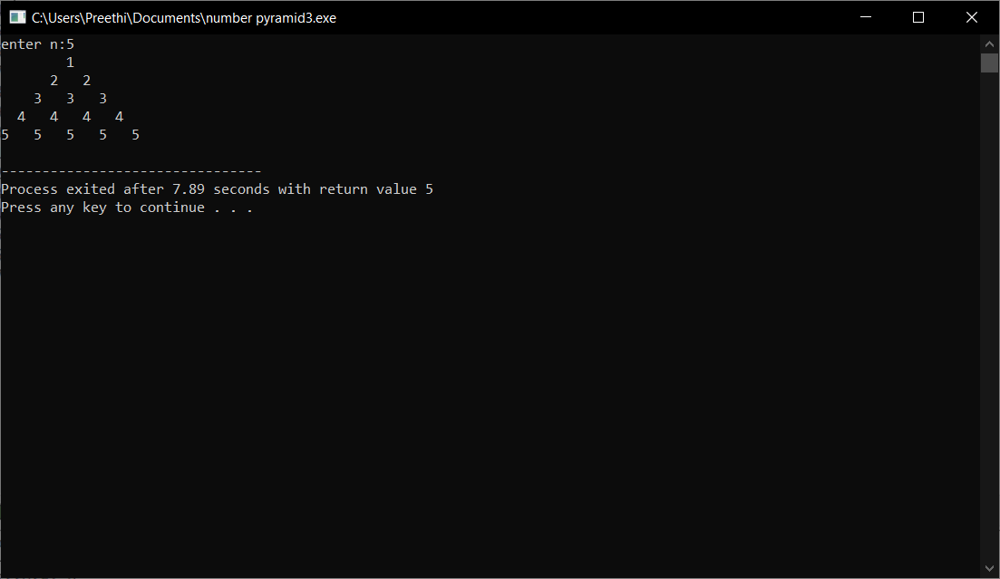 C:\Users\Preethi\Documents\number pyramid3.exe
enter n:5
        1
      2   2
    3   3   3
  4   4   4   4
5   5   5   5   5
--------------------------------
Process exited after 7.89 seconds with return value 5
Press any key to continue . . .